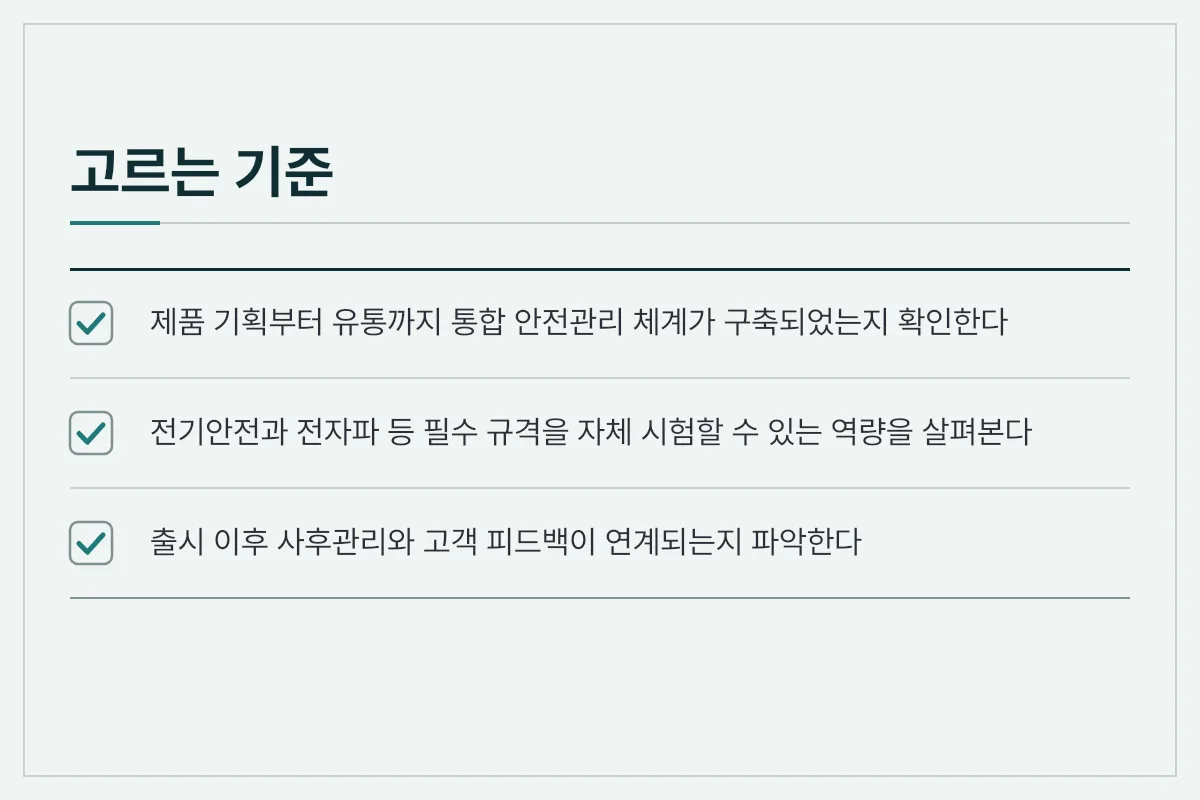 고르는 기준
제품 기획부터 유통까지 통합 안전관리 체계가 구축되었는지 확인한다
전기안전과 전자파 등 필수 규격을 자체 시험할 수 있는 역량을 살펴본다
출시 이후 사후관리와 고객 피드백이 연계되는지 파악한다